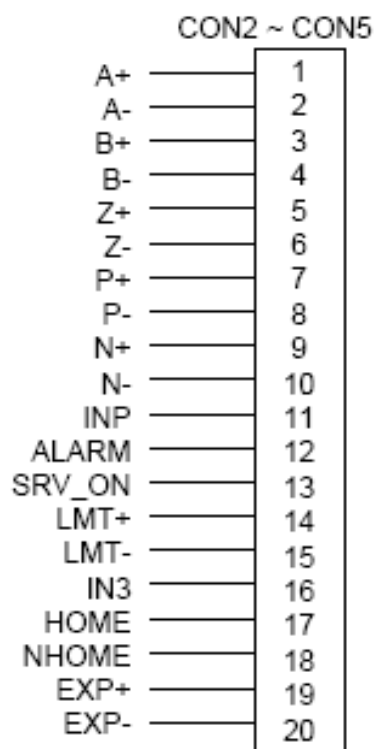 CON2 ~ CON5
A+ 1
A- 2
B+ 3
B- 4
Z+ 5
Z- 6
P+ 7
P- 8
N+ 9
N- 10
INP 11
ALARM 12
SRV_ON 13
LMT+ 14
LMT- 15
IN3 16
HOME 17
NHOME 18
EXP+ 19
EXP- 20